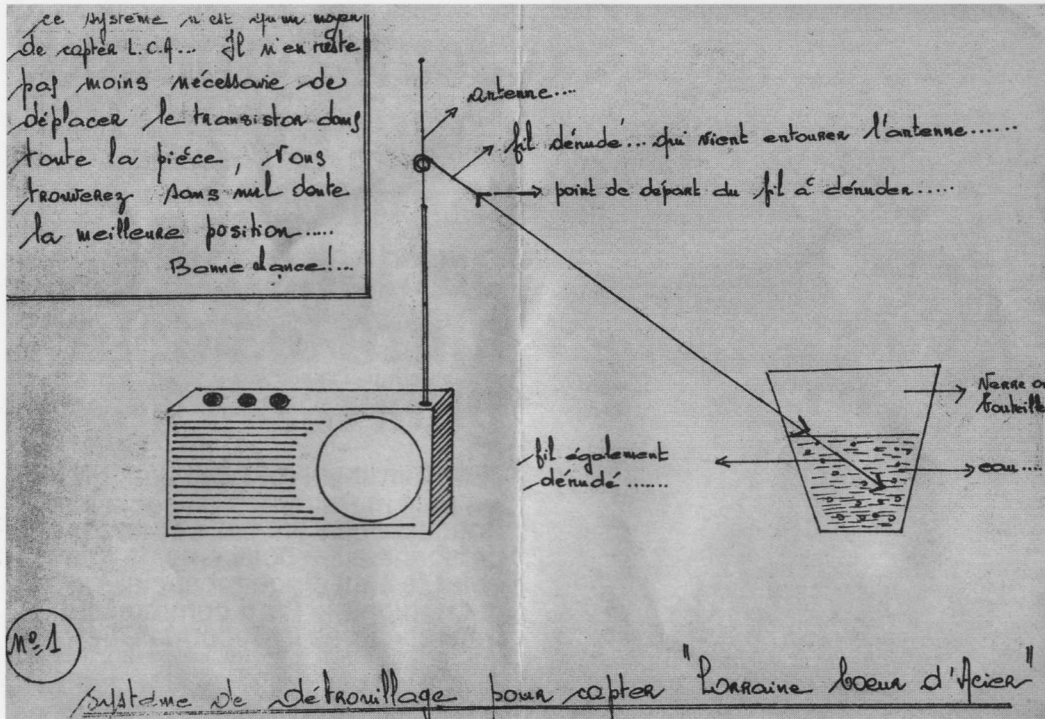 ce système n'est qu'un moyen
de capter L.C.A... Il n'en reste
pas moins nécessaire de
déplacer le transistor dans
toute la pièce, vous
trouverez sans nul doute
la meilleure position.....
Bonne chance!...
antenne....
fil dénudé... qui vient entourer l'antenne......
point de départ du fil à dénuder.....
Verre ou
bouteille
fil également
dénudé......
eau....
N°1
système de détrouillage pour capter "Lorraine Coeur d'Acier"